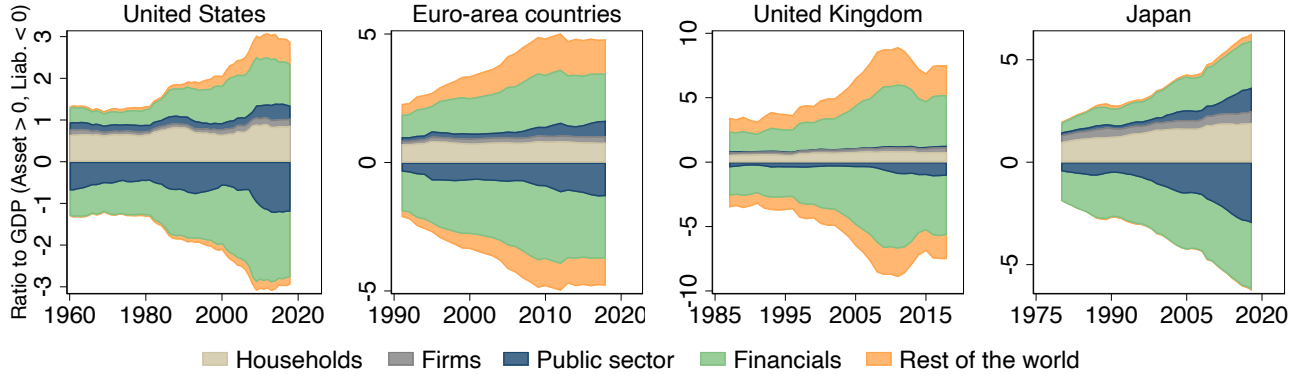 United States
Euro-area countries
United Kingdom
Japan
Ratio to GDP (Asset > 0, Liab. < 0)
3
2
1
0
-1
-2
-3
1960 1980 2000 2020
5
0
-5
1990 2000 2010 202
10
5
0
-5
-10
1985 1995 2005 2015
5
0
-5
1975 1990 2005 2020
Households Firms Public sector Financials Rest of the world